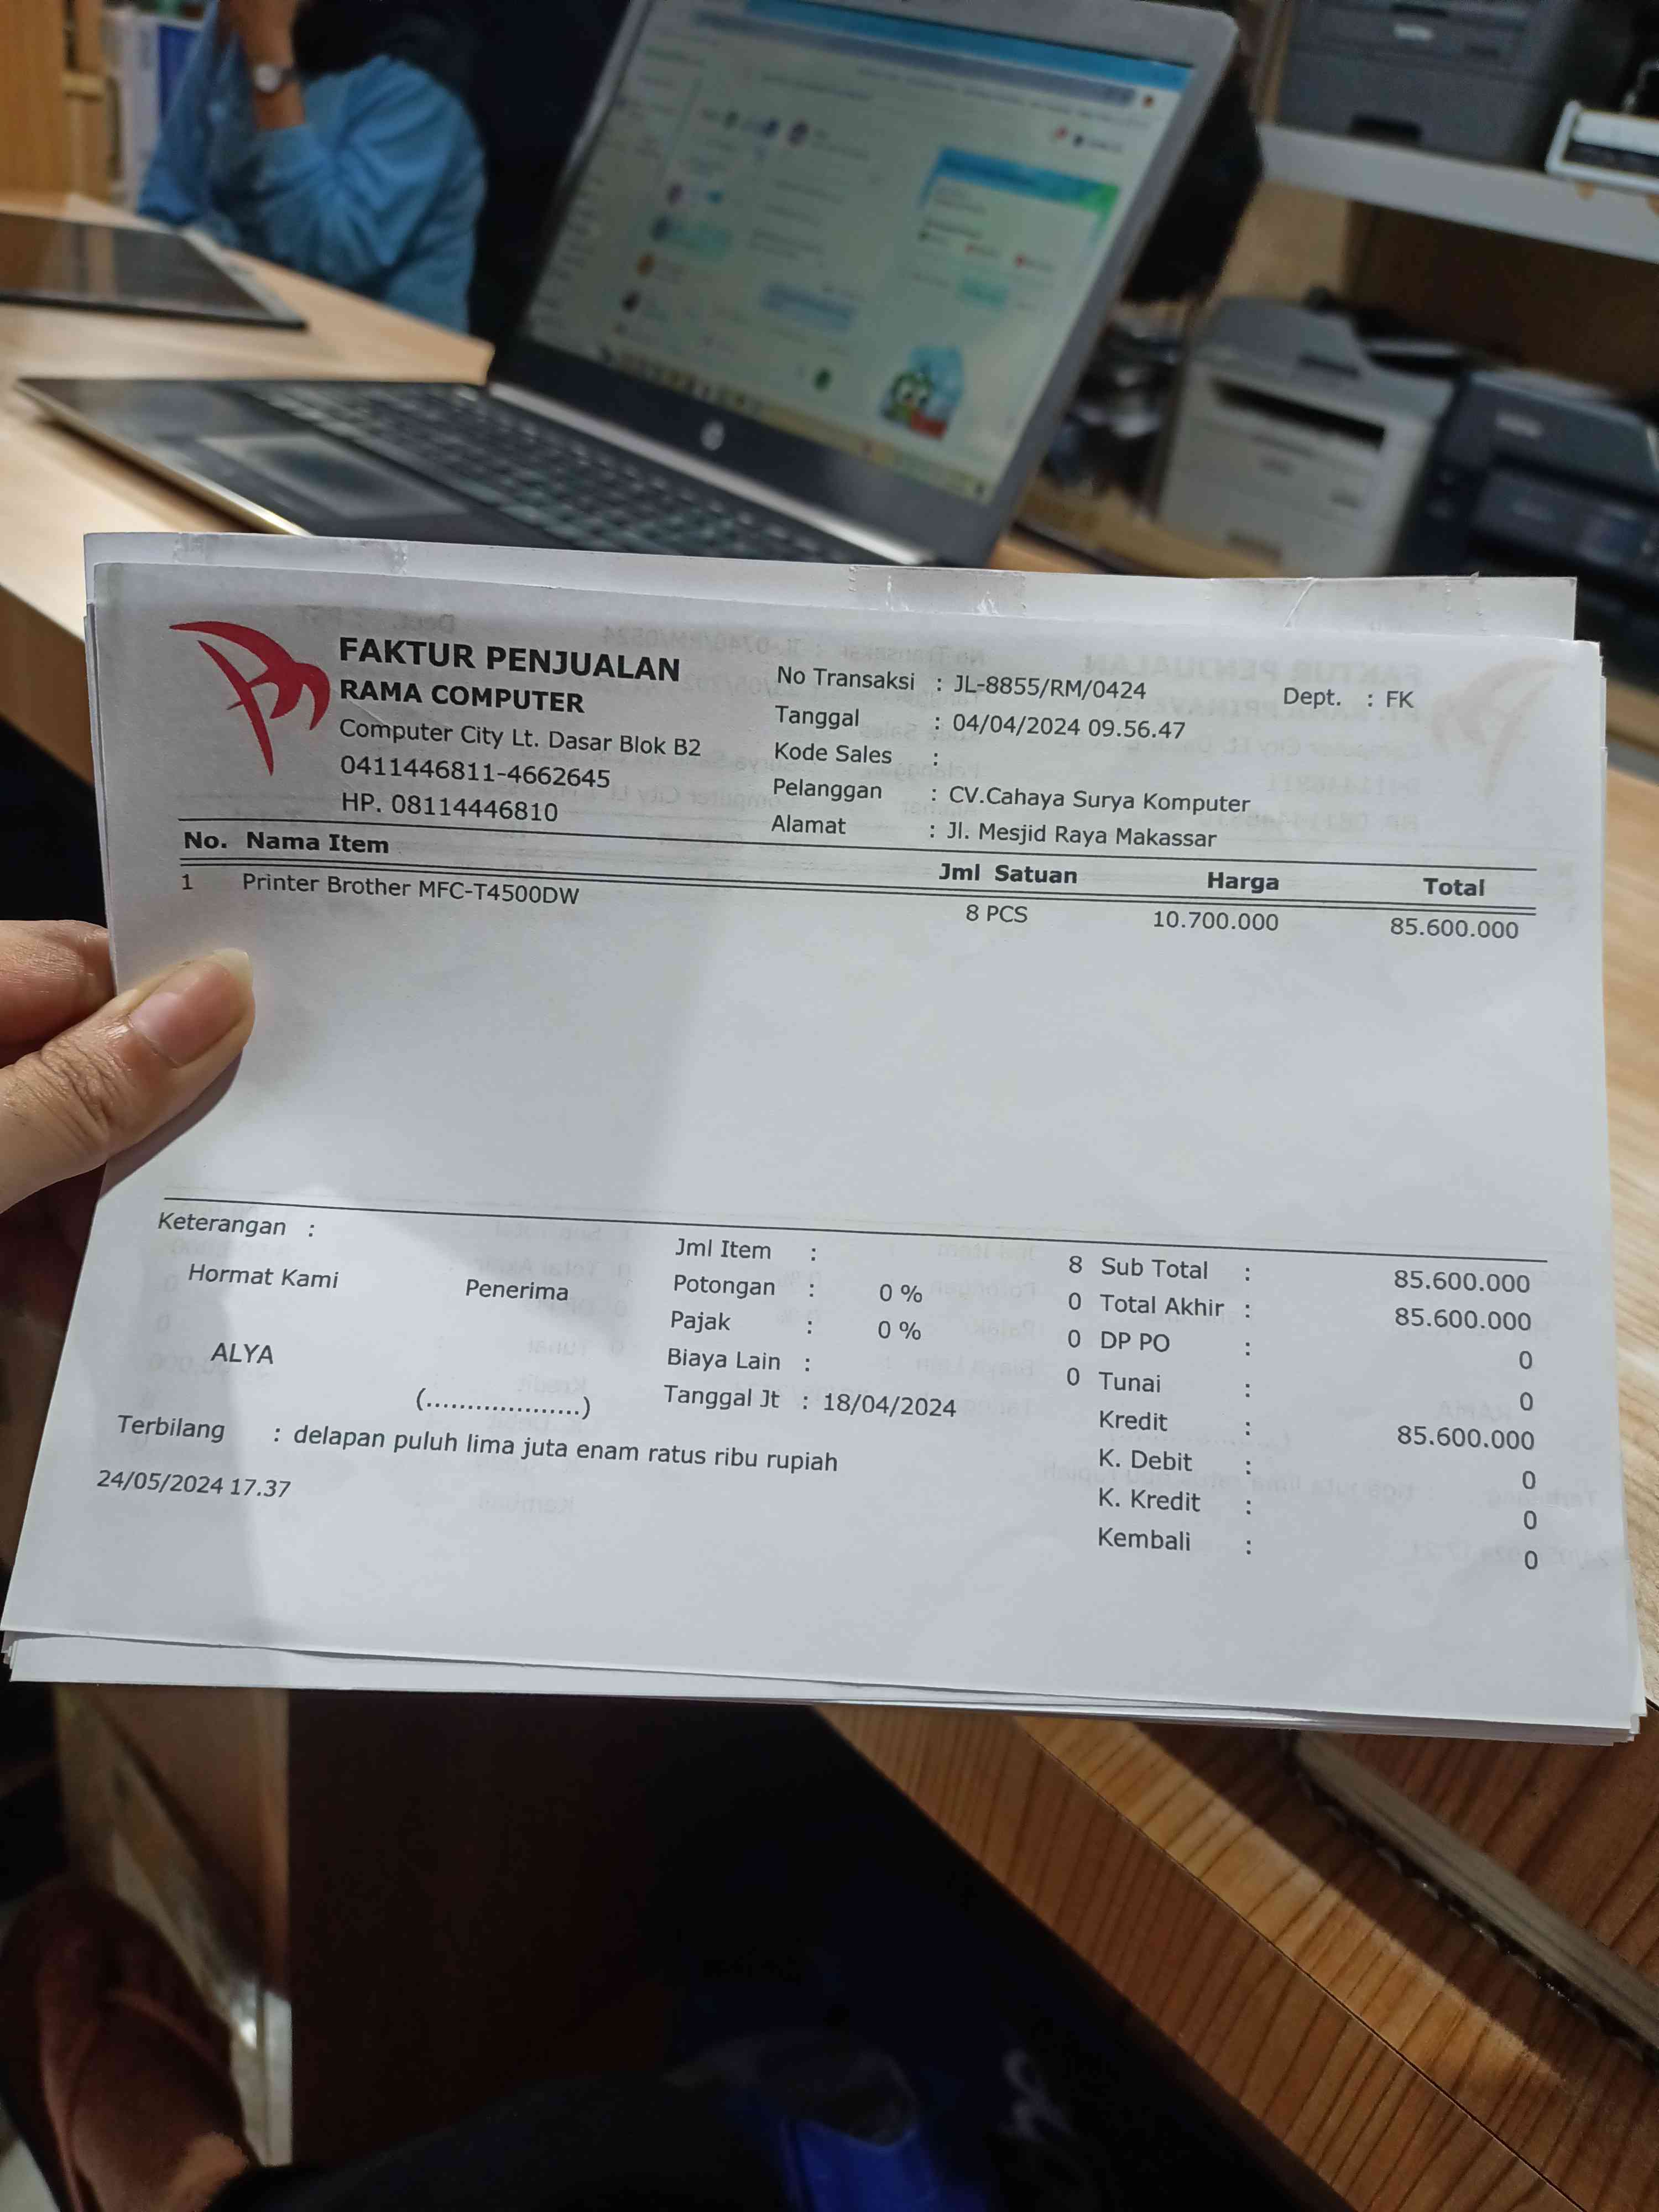 FAKTUR PENJUALAN
RAMA COMPUTER
Computer City Lt. Dasar Blok B2
0411446811-4662645
HP. 08114446810
No Transaksi : JL-8855/RM/0424
Tanggal : 04/04/2024 09.56.47
Kode Sales :
Pelanggan : CV.Cahaya Surya Komputer
Alamat : Jl. Mesjid Raya Makassar
Dept. : FK
No. Nama Item Jml Satuan Harga Total
1 Printer Brother MFC-T4500DW 8 PCS 10.700.000 85.600.000
Keterangan :
Hormat Kami Penerima
ALYA
(...................)
Jml Item : 8
Potongan : 0 % 0
Pajak : 0 % 0
Biaya Lain : 0
Tanggal Jt : 18/04/2024
Sub Total : 85.600.000
Total Akhir : 85.600.000
DP PO : 0
Tunai : 0
Kredit : 85.600.000
K. Debit : 0
K. Kredit : 0
Kembali : 0
Terbilang : delapan puluh lima juta enam ratus ribu rupiah
24/05/2024 17.37